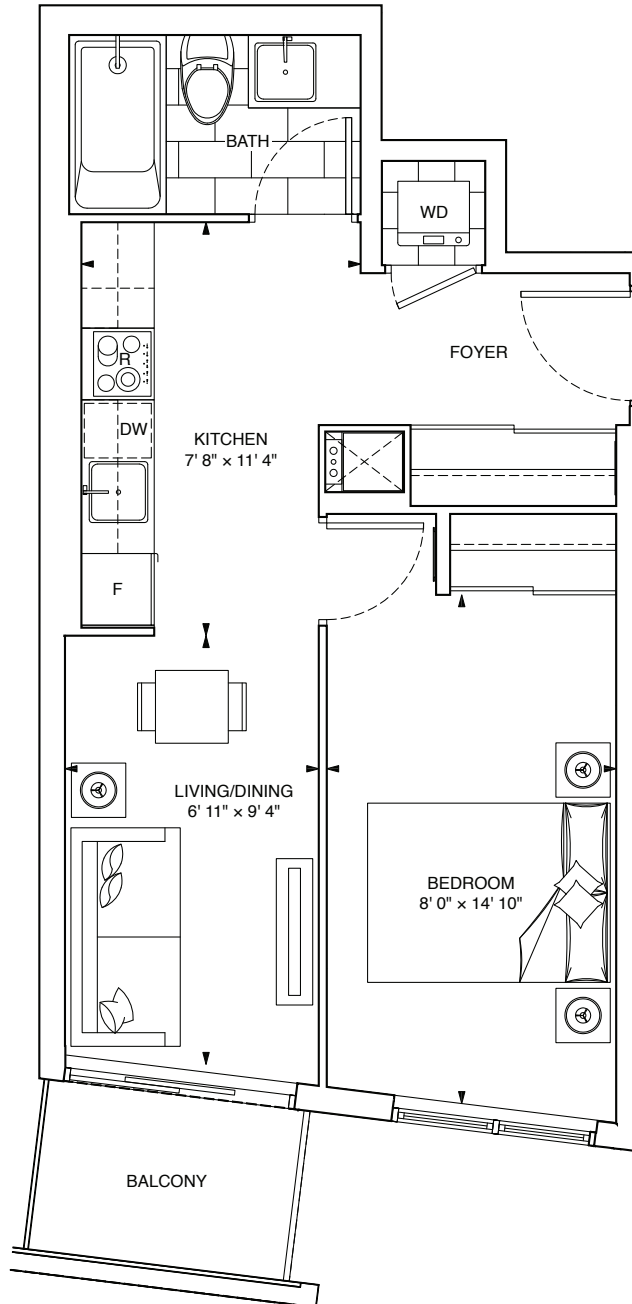 BATH
WD
FOYER
R
DW
KITCHEN
7' 8" × 11' 4"
F
LIVING/DINING
6' 11" × 9' 4"
BEDROOM
8' 0" × 14' 10"
BALCONY